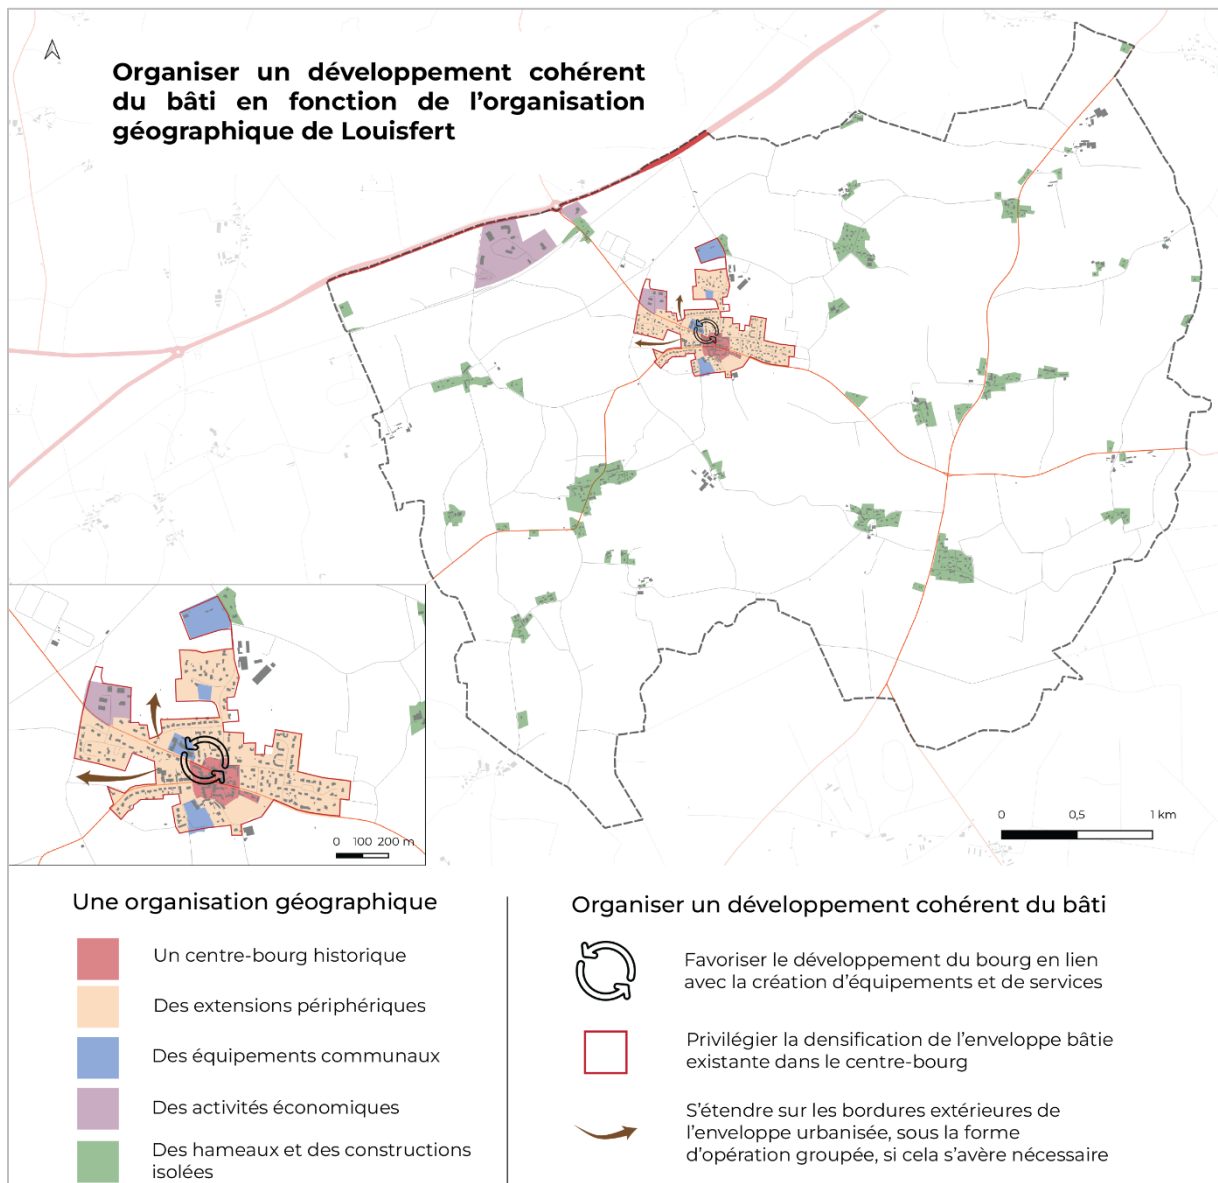 Organiser un développement cohérent
du bâti en fonction de l'organisation
géographique de Louisfert
0 0,5 1 km
0 100 200 m
Une organisation géographique
Un centre-bourg historique
Des extensions périphériques
Des équipements communaux
Des activités économiques
Des hameaux et des constructions
isolées
Organiser un développement cohérent du bâti
Favoriser le développement du bourg en lien
avec la création d'équipements et de services
Privilégier la densification de l'enveloppe bâtie
existante dans le centre-bourg
S'étendre sur les bordures extérieures de
l'enveloppe urbanisée, sous la forme
d'opération groupée, si cela s'avère nécessaire